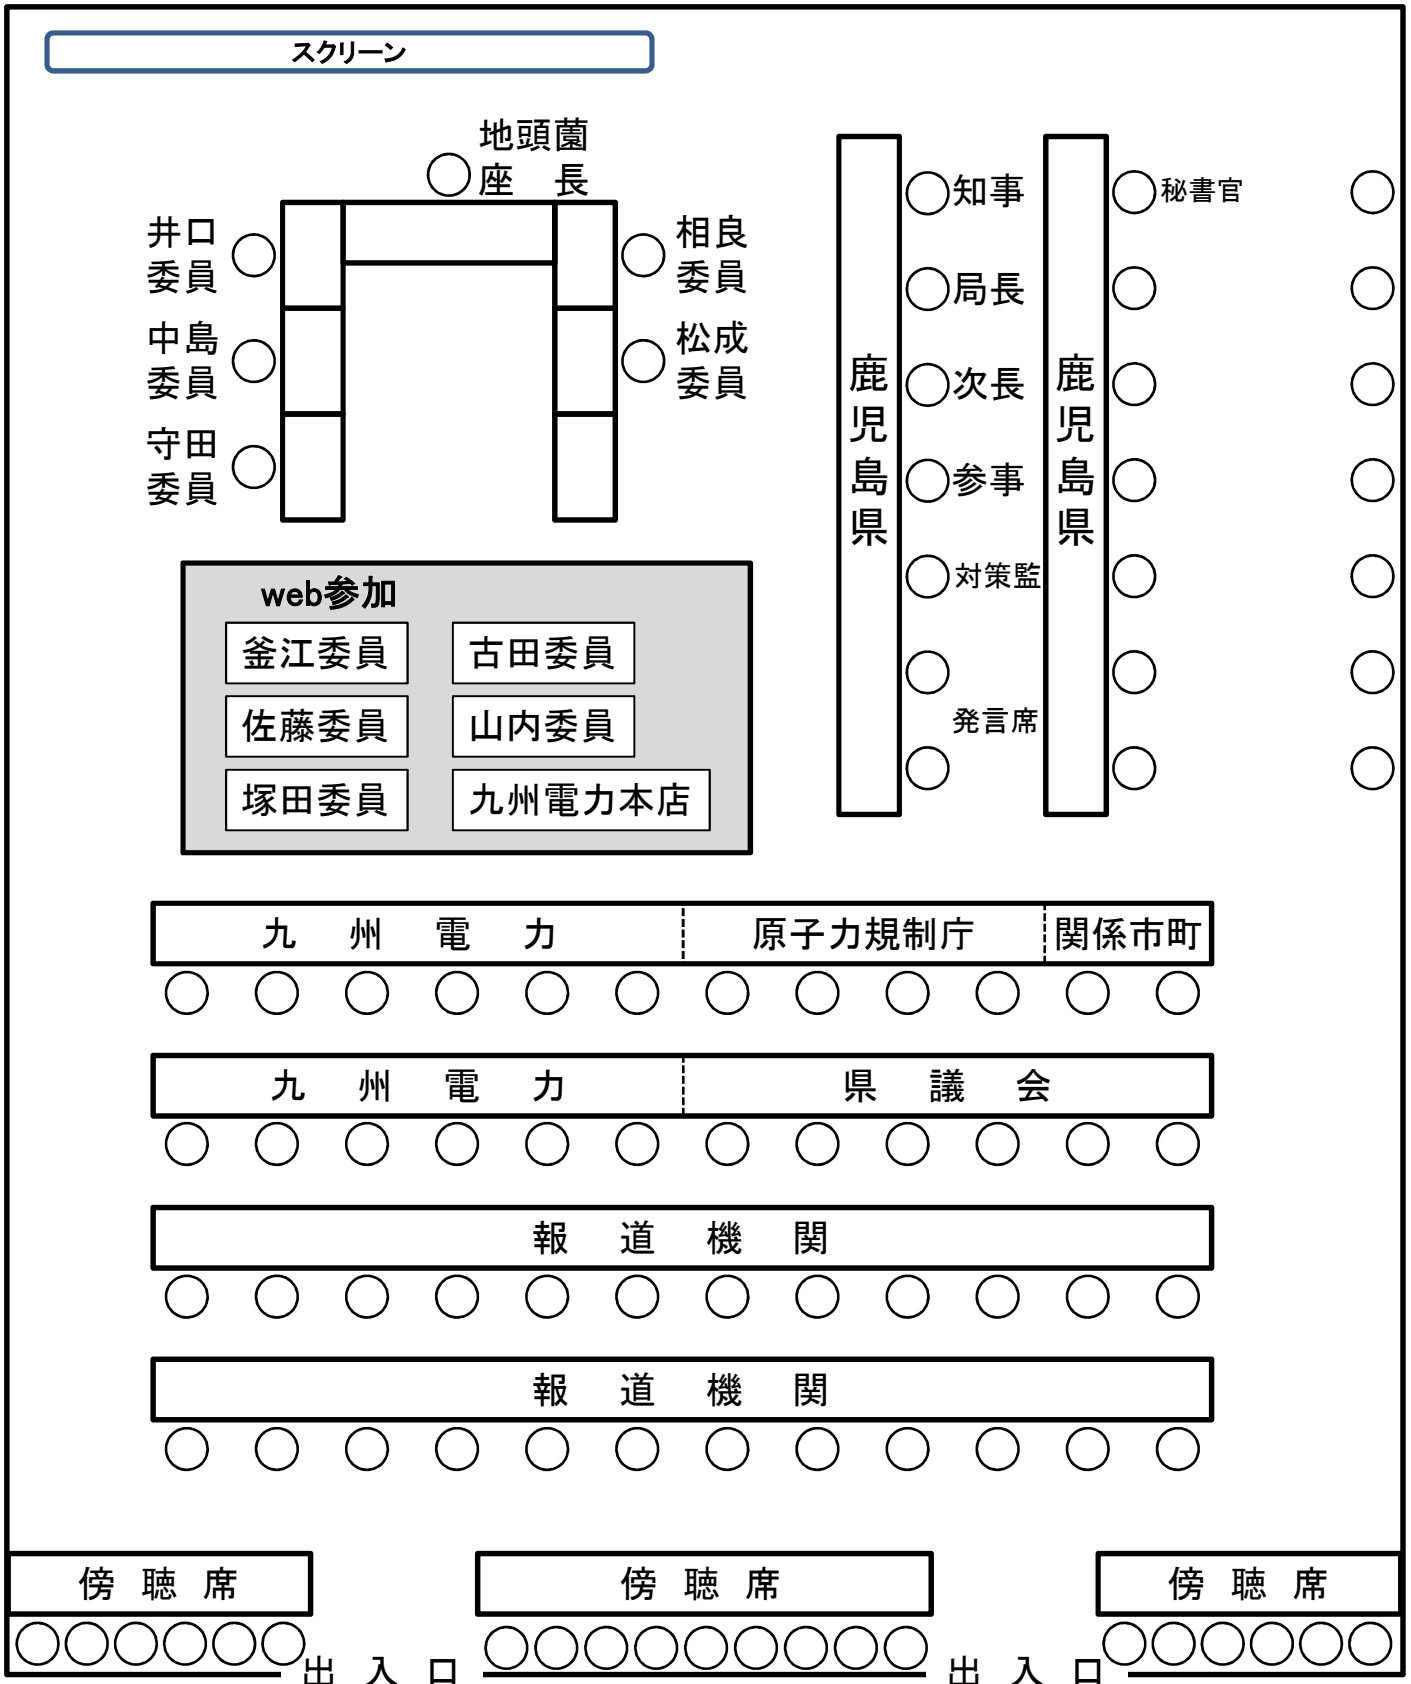 スクリーン
地頭薗
座 長
井口
委員
中島
委員
守田
委員
相良
委員
松成
委員
web参加
釜江委員
古田委員
佐藤委員
山内委員
塚田委員
九州電力本店
鹿児島県
知事
局長
次長
参事
対策監
発言席
鹿児島県
秘書官
九 州 電 力
原子力規制庁
関係市町
九 州 電 力
県 議 会
報 道 機 関
報 道 機 関
傍 聴 席
傍 聴 席
傍 聴 席
出 入 口
出 入 口